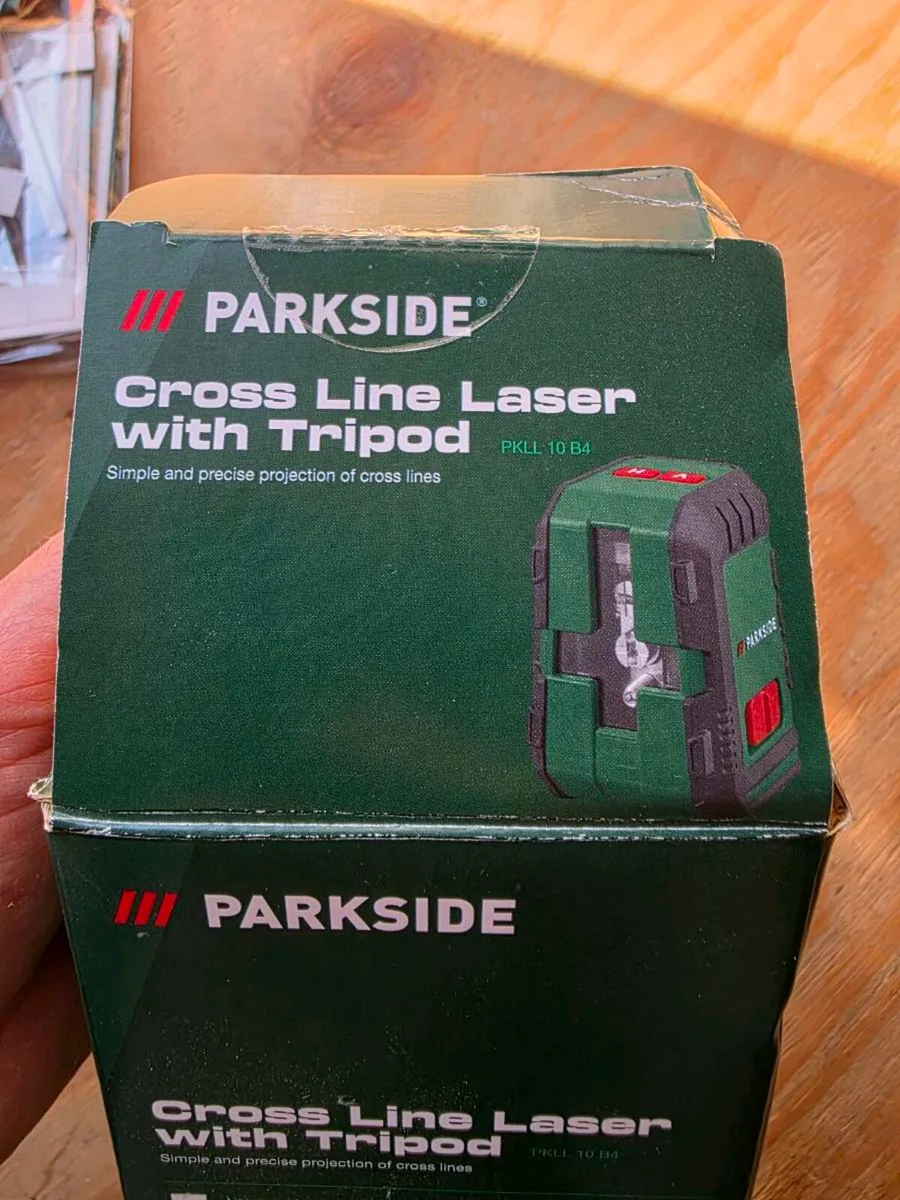 PARKSIDE®
Cross Line Laser
with Tripod PKLL 10 B4
Simple and precise projection of cross lines
H A
PARKSIDE
PARKSIDE
Cross Line Laser
with Tripod PKLL 10 B4
Simple and precise projection of cross lines